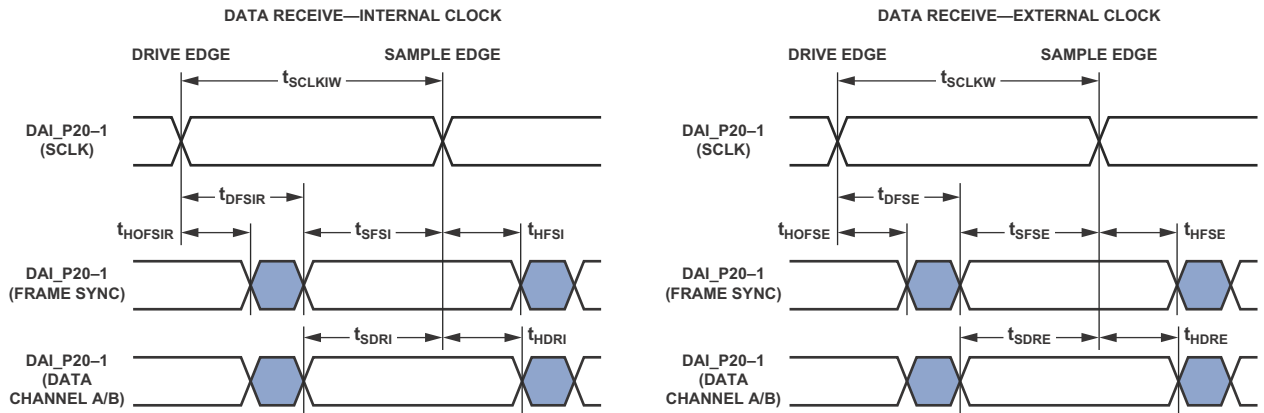 DATA RECEIVE—INTERNAL CLOCK
DRIVE EDGE
SAMPLE EDGE
tSCLKIW
DAI_P20–1
(SCLK)
tDFSIR
tHOFSIR
tSFSI
tHFSI
DAI_P20–1
(FRAME SYNC)
tSDRI
tHDRI
DAI_P20–1
(DATA
CHANNEL A/B)
DATA RECEIVE—EXTERNAL CLOCK
DRIVE EDGE
SAMPLE EDGE
tSCLKW
DAI_P20–1
(SCLK)
tDFSE
tHOFSE
tSFSE
tHFSE
DAI_P20–1
(FRAME SYNC)
tSDRE
tHDRE
DAI_P20–1
(DATA
CHANNEL A/B)